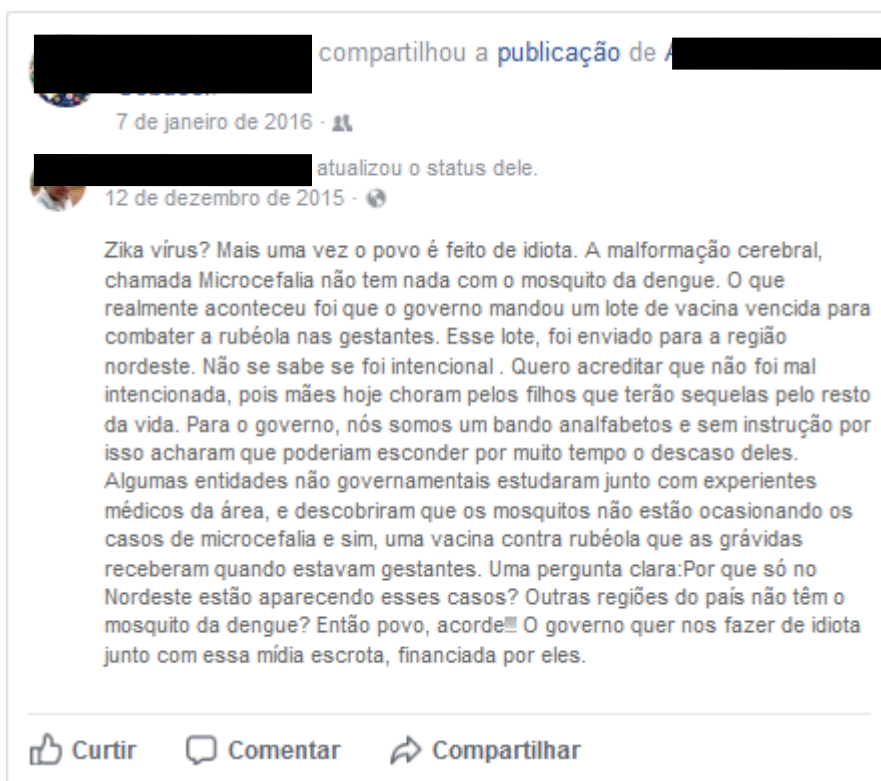 compartilhou a publicação de
7 de janeiro de 2016 ·
atualizou o status dele.
12 de dezembro de 2015 ·
Zika vírus? Mais uma vez o povo é feito de idiota. A malformação cerebral,
chamada Microcefalia não tem nada com o mosquito da dengue. O que
realmente aconteceu foi que o governo mandou um lote de vacina vencida para
combater a rubéola nas gestantes. Esse lote, foi enviado para a região
nordeste. Não se sabe se foi intencional . Quero acreditar que não foi mal
intencionada, pois mães hoje choram pelos filhos que terão sequelas pelo resto
da vida. Para o governo, nós somos um bando analfabetos e sem instrução por
isso acharam que poderiam esconder por muito tempo o descaso deles.
Algumas entidades não governamentais estudaram junto com experientes
médicos da área, e descobriram que os mosquitos não estão ocasionando os
casos de microcefalia e sim, uma vacina contra rubéola que as grávidas
receberam quando estavam gestantes. Uma pergunta clara:Por que só no
Nordeste estão aparecendo esses casos? Outras regiões do país não têm o
mosquito da dengue? Então povo, acorde!!! O governo quer nos fazer de idiota
junto com essa mídia escrota, financiada por eles.
Curtir Comentar Compartilhar